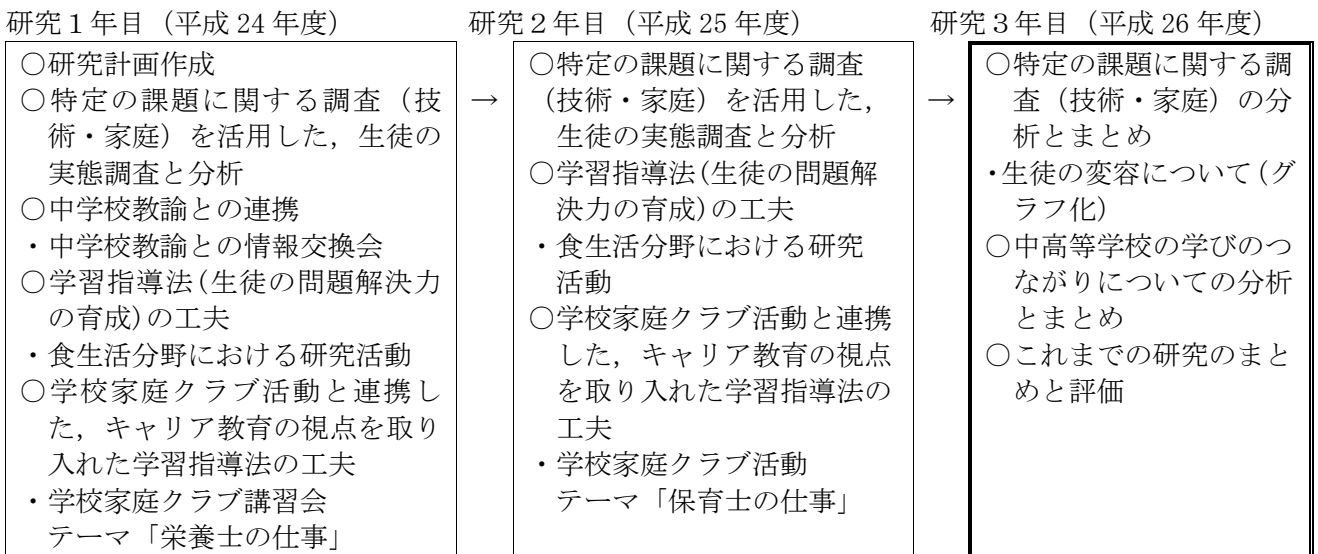 研究１年目（平成 24 年度）
○研究計画作成
○特定の課題に関する調査（技
術・家庭）を活用した，生徒の
実態調査と分析
○中学校教諭との連携
・中学校教諭との情報交換会
○学習指導法(生徒の問題解決力
の育成)の工夫
・食生活分野における研究活動
○学校家庭クラブ活動と連携し
た，キャリア教育の視点を取り
入れた学習指導法の工夫
・学校家庭クラブ講習会
テーマ「栄養士の仕事」
→
研究２年目（平成 25 年度）
○特定の課題に関する調査
（技術・家庭）を活用した，
生徒の実態調査と分析
○学習指導法(生徒の問題解
決力の育成)の工夫
・食生活分野における研究
活動
○学校家庭クラブ活動と連携
した，キャリア教育の視点
を取り入れた学習指導法の
工夫
・学校家庭クラブ活動
テーマ「保育士の仕事」
→
研究３年目（平成 26 年度）
○特定の課題に関する調
査（技術・家庭）の分
析とまとめ
・生徒の変容について(グ
ラフ化)
○中高等学校の学びのつ
ながりについての分析
とまとめ
○これまでの研究のまと
めと評価